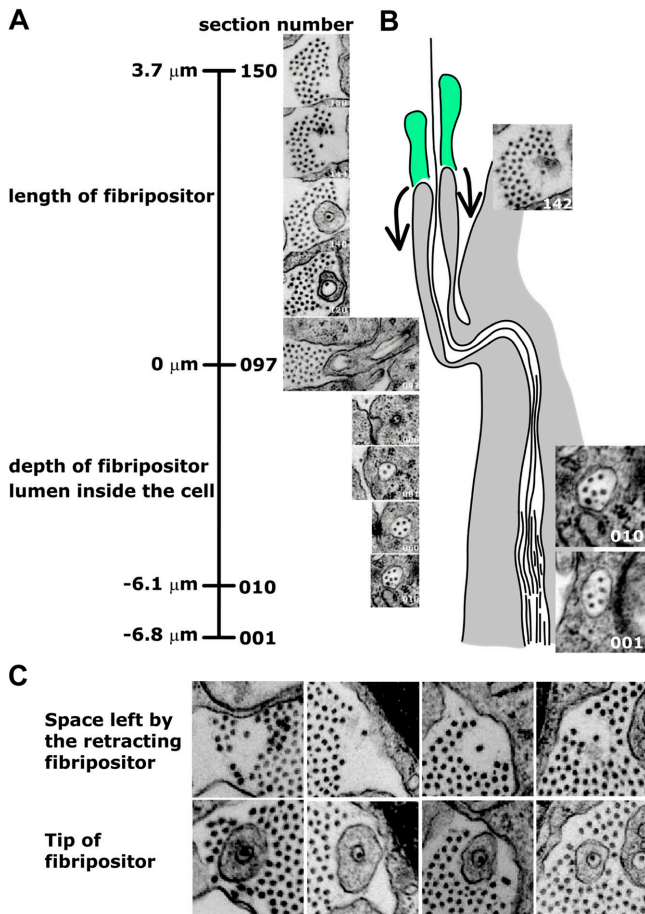 A
section number
B
3.7 μm
150
length of fibripositor
142
0 μm
097
depth of fibripositor
lumen inside the cell
-6.1 μm
010
-6.8 μm
001
010
001
C
Space left by
the retracting
fibripositor
Tip of
fibripositor
140
120